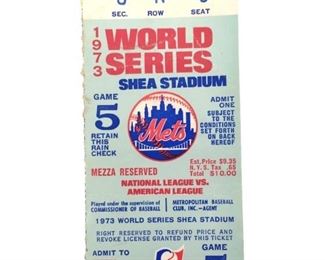 SEC. ROW SEAT
1973
WORLD
SERIES
SHEA STADIUM
GAME
5
RETAIN
THIS
RAIN
CHECK
Mets
ADMIT
ONE
SUBJECT
TO THE
CONDITIONS
SET FORTH
ON BACK
HEREOF
MEZZA RESERVED
Est.Price $9.35
N.Y.S. Tax .65
Total $10.00
NATIONAL LEAGUE VS.
AMERICAN LEAGUE
Played under the supervision of
COMMISSIONER OF BASEBALL
METROPOLITAN BASEBALL
CLUB, INC.—AGENT
1973 WORLD SERIES SHEA STADIUM
RIGHT RESERVED TO REFUND PRICE AND
REVOKE LICENSE GRANTED BY THIS TICKET
ADMIT TO
GAME